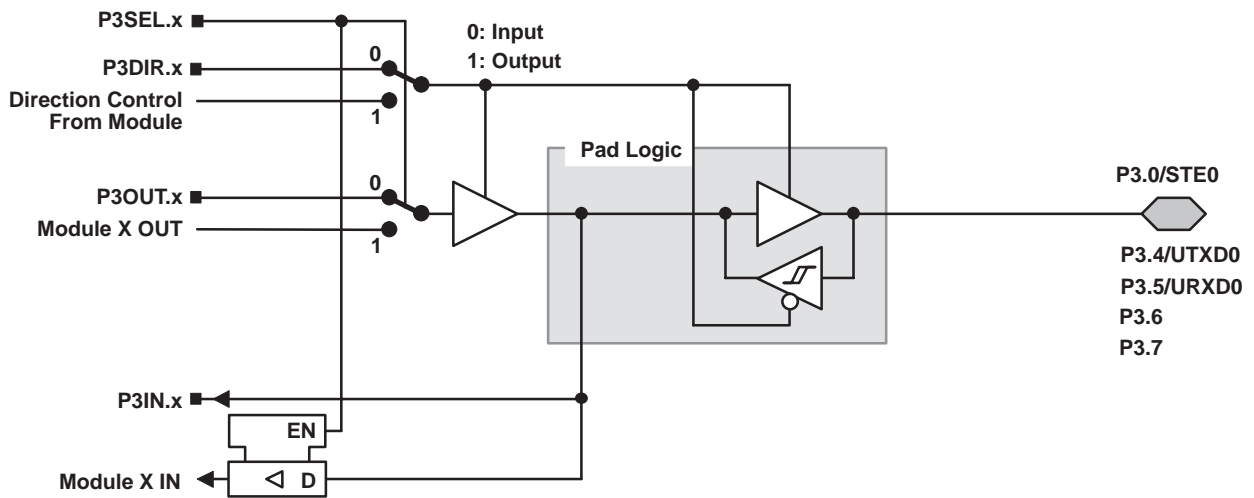 P3SEL.x
0: Input
1: Output
0
P3DIR.x
Direction Control
From Module
1
Pad Logic
P3.0/STE0
0
P3OUT.x
Module X OUT
1
P3.4/UTXD0
P3.5/URXD0
P3.6
P3.7
P3IN.x
EN
Module X IN
D